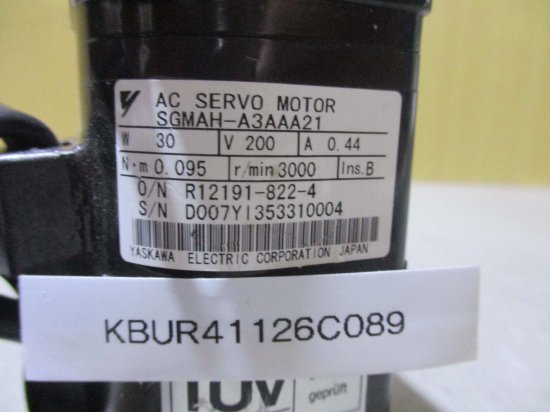 AC SERVO MOTOR
SGMAH-A3AAA21
W 30 V 200 A 0.44
N·m 0.095 r/min 3000 Ins.B
O/N R12191-822-4
S/N D007YI353310004
YASKAWA ELECTRIC CORPORATION JAPAN
KBUR41126C089
TÜV
geprüft